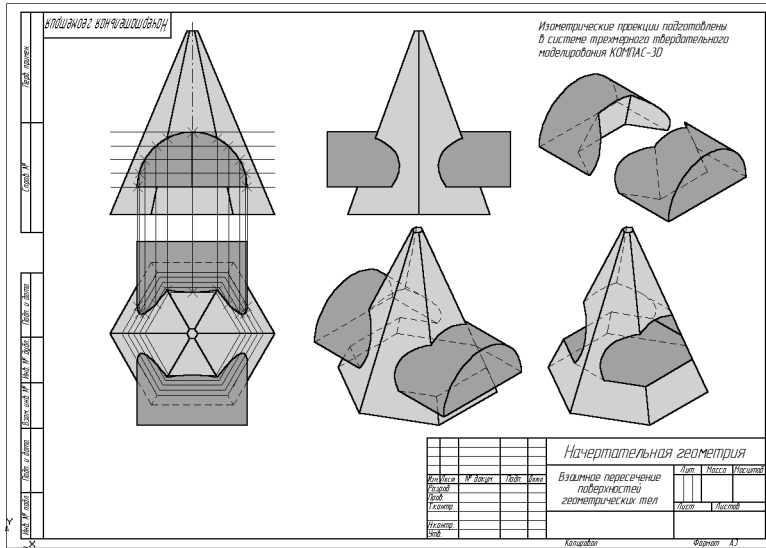 Начертательная геометрия
Изометрические проекции подготовлены
в системе трехмерного твердотельного
моделирования КОМПАС-3D
Перв. примен.
Справ. №
Подп. и дата
Инв. № дубл.
Взам. инв. №
Подп. и дата
Инв. № подл.
Y
X
Начертательная геометрия
Взаимное пересечение
поверхностей
геометрических тел
Лит. Масса Масштаб
Изм. Лист № докум. Подп. Дата
Разраб.
Пров.
Т.контр.
Лист Листов
Н.контр.
Утв.
Копировал Формат A3